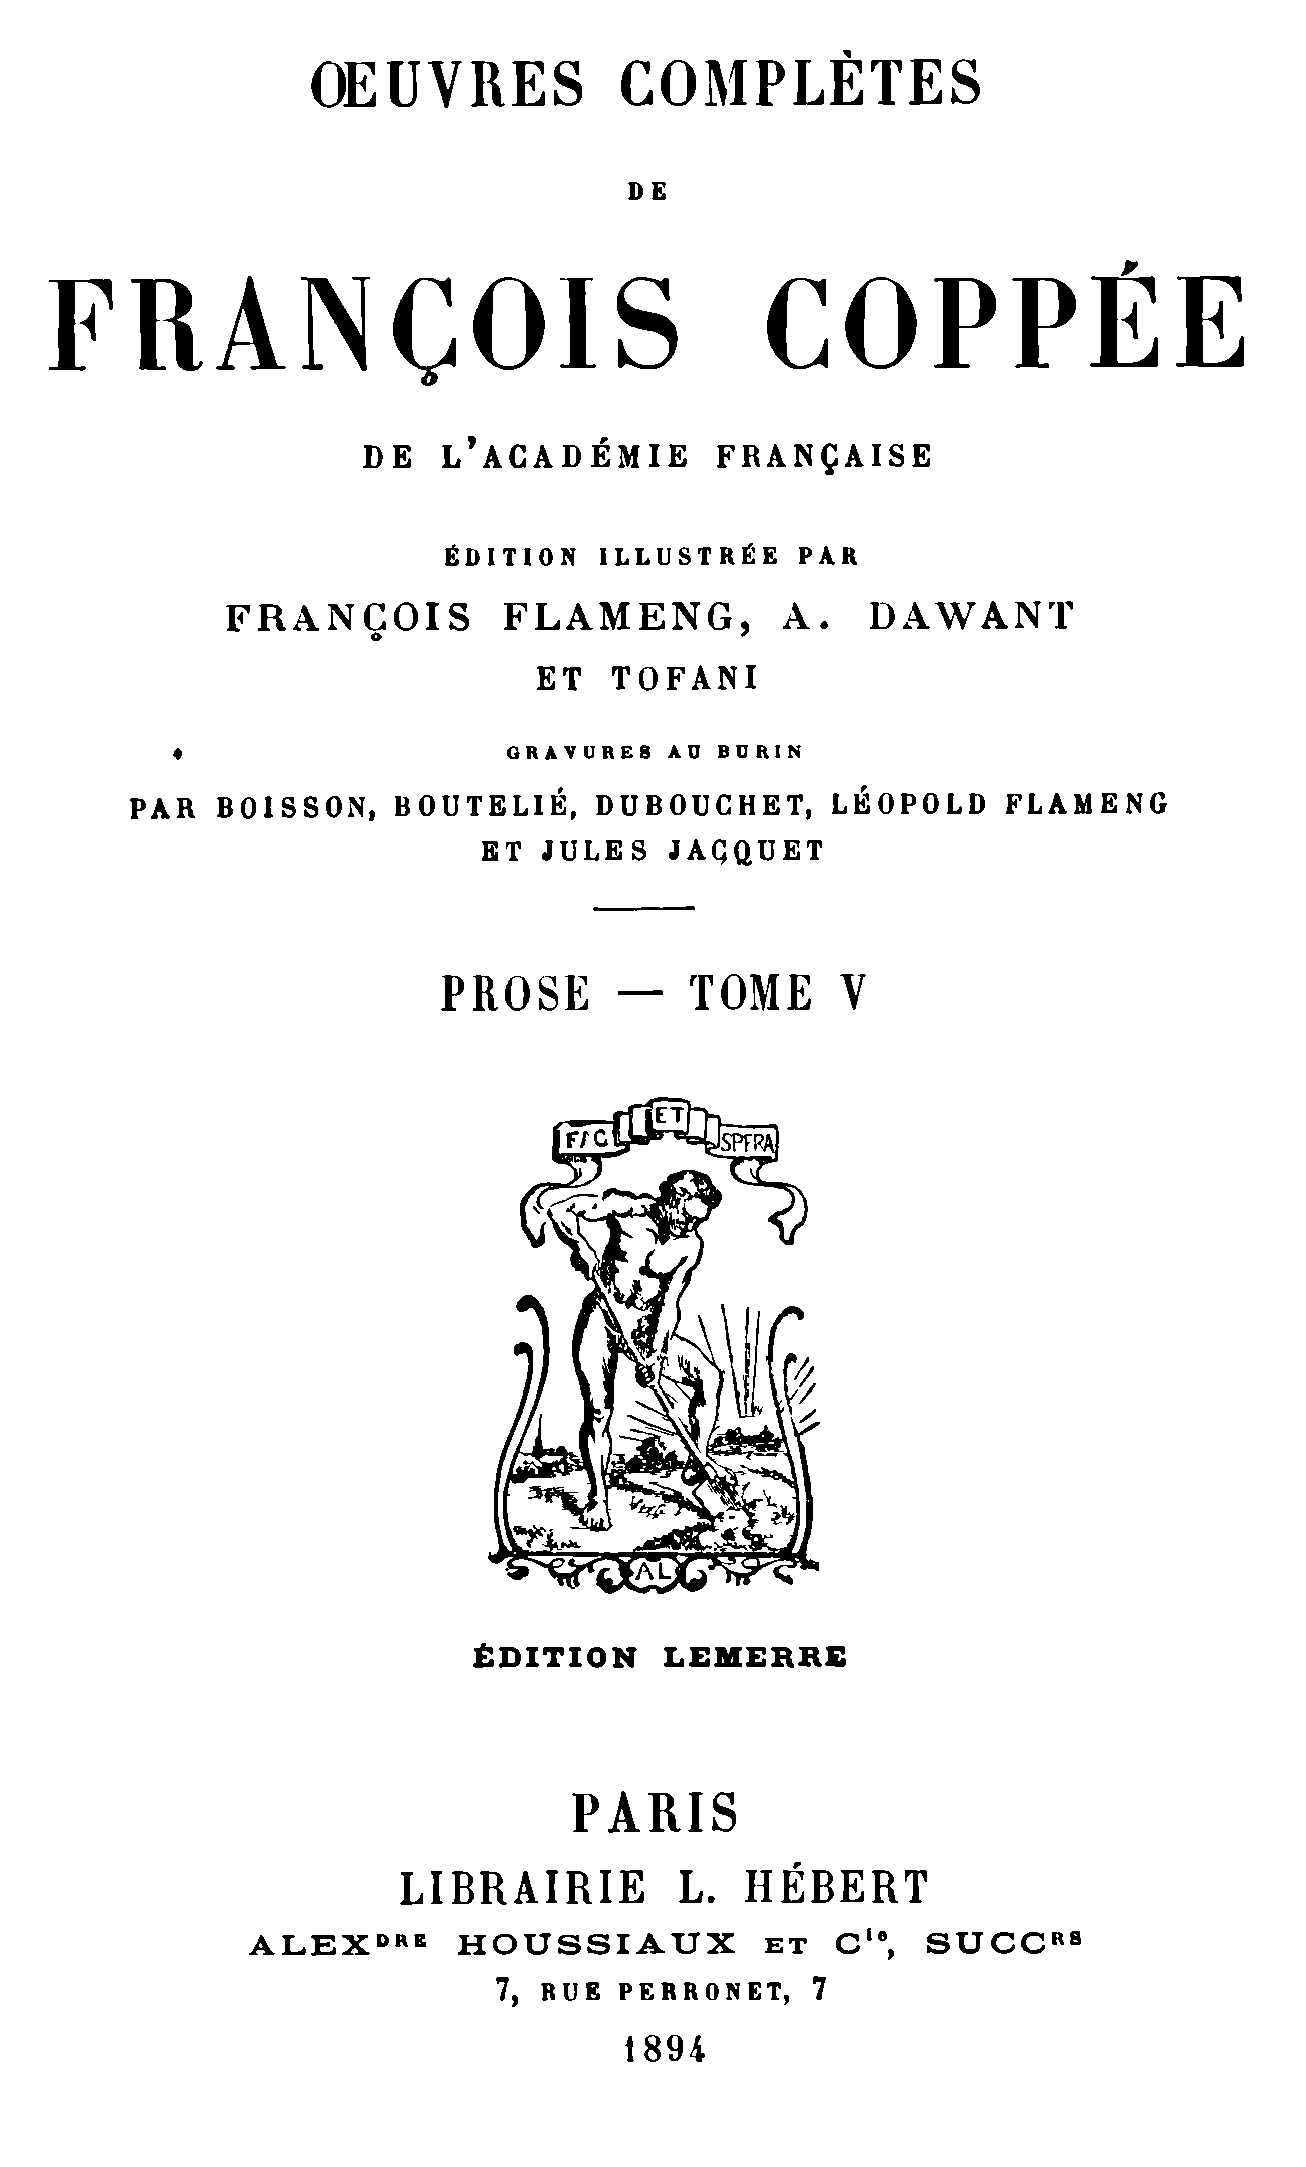 ŒUVRES COMPLÈTES
DE
FRANÇOIS COPPÉE
DE L'ACADÉMIE FRANÇAISE
ÉDITION ILLUSTRÉE PAR
FRANÇOIS FLAMENG, A. DAWANT
ET TOFANI
GRAVURES AU BURIN
PAR BOISSON, BOUTELIÉ, DUBOUCHET, LÉOPOLD FLAMENG
ET JULES JACQUET
PROSE — TOME V
FAC ET SPERA
AL
ÉDITION LEMERRE
PARIS
LIBRAIRIE L. HÉBERT
ALEXDRE HOUSSIAUX ET Cie, SUCCRS
7, RUE PERRONET, 7
1894